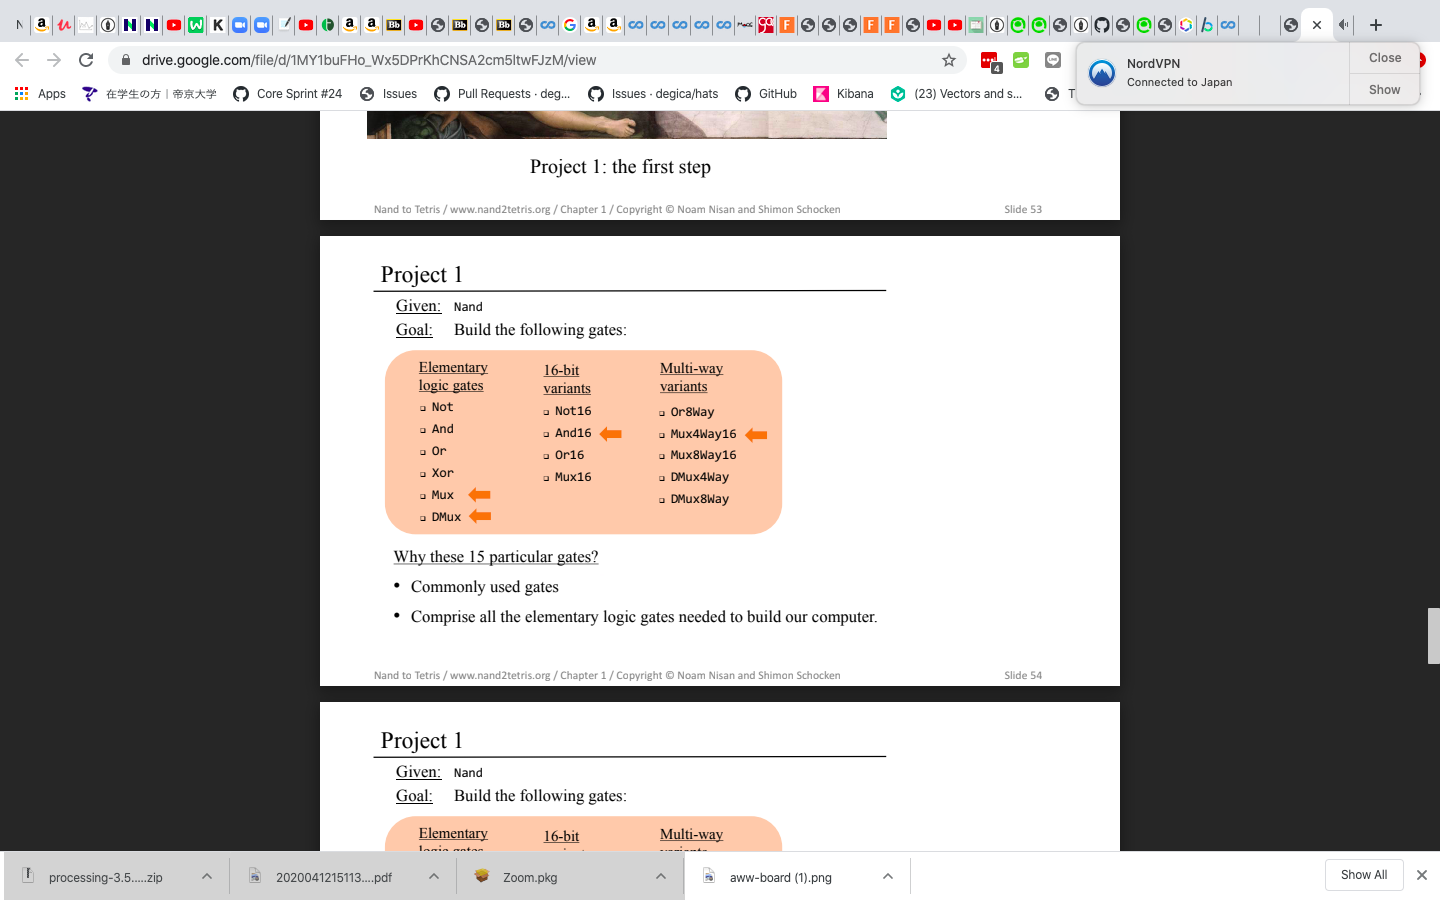 drive.google.com/file/d/1MY1buFHo_Wx5DPrKhCNSA2cm5ltwFJzM/view
NordVPN
Connected to Japan
Close
Show
Apps
在学生の方 | 帝京大学
Core Sprint #24
Issues
Pull Requests · deg...
Issues · degica/hats
GitHub
Kibana
(23) Vectors and s...
Project 1: the first step
Nand to Tetris / www.nand2tetris.org / Chapter 1 / Copyright © Noam Nisan and Shimon Schocken
Slide 53
Project 1
Given: Nand
Goal: Build the following gates:
Elementary
logic gates
Not
And
Or
Xor
Mux
DMux
16-bit
variants
Not16
And16
Or16
Mux16
Multi-way
variants
Or8Way
Mux4Way16
Mux8Way16
DMux4Way
DMux8Way
Why these 15 particular gates?
• Commonly used gates
• Comprise all the elementary logic gates needed to build our computer.
Nand to Tetris / www.nand2tetris.org / Chapter 1 / Copyright © Noam Nisan and Shimon Schocken
Slide 54
Project 1
Given: Nand
Goal: Build the following gates:
Elementary
logic gates
16-bit
Multi-way
processing-3.5.....zip
2020041215113....pdf
Zoom.pkg
aww-board (1).png
Show All